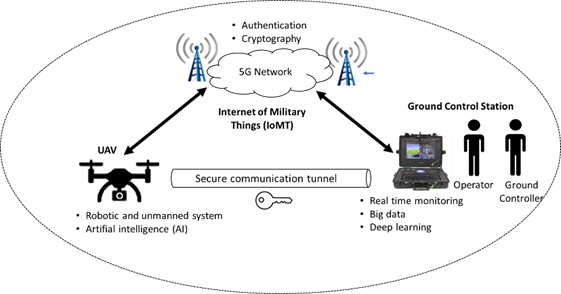 • Authentication
• Cryptography
5G Network
Internet of Military
Things (IoMT)
Ground Control Station
UAV
Secure communication tunnel
Operator
Ground
Controller
• Robotic and unmanned system
• Artifial intelligence (AI)
• Real time monitoring
• Big data
• Deep learning